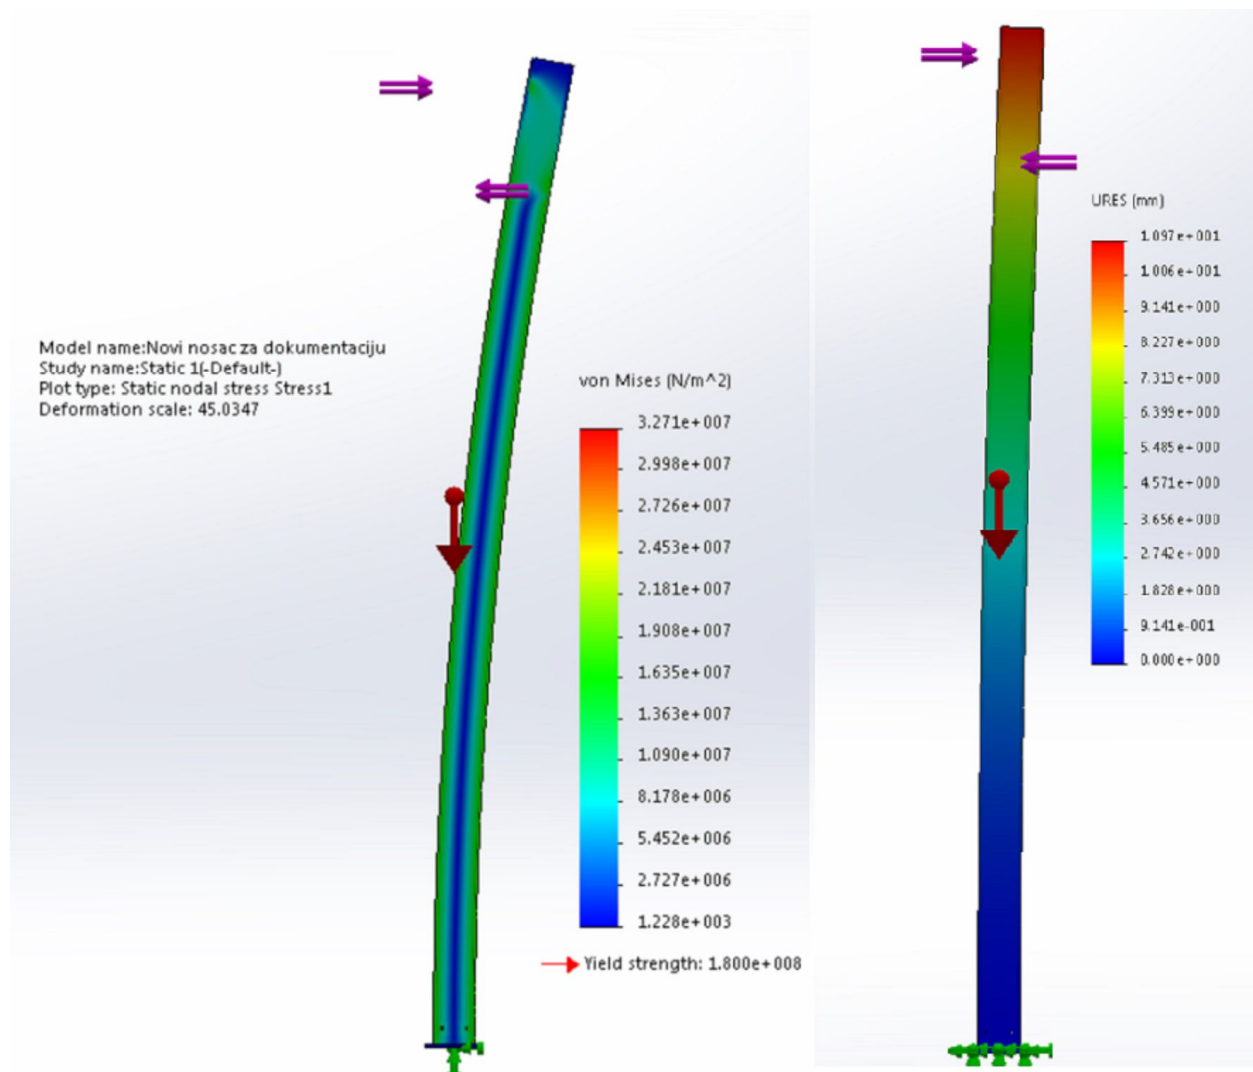 Model name:Novi nosac za dokumentaciju
Study name:Static 1(-Default-)
Plot type: Static nodal stress Stress1
Deformation scale: 45.0347
von Mises (N/m^2)
3.271e+007
2.998e+007
2.726e+007
2.453e+007
2.181e+007
1.908e+007
1.635e+007
1.363e+007
1.090e+007
8.178e+006
5.452e+006
2.727e+006
1.228e+003
Yield strength: 1.800e+008
URES (mm)
1.097e+001
1.006e+001
9.141e+000
8.227e+000
7.313e+000
6.399e+000
5.485e+000
4.571e+000
3.656e+000
2.742e+000
1.828e+000
9.141e-001
0.000e+000